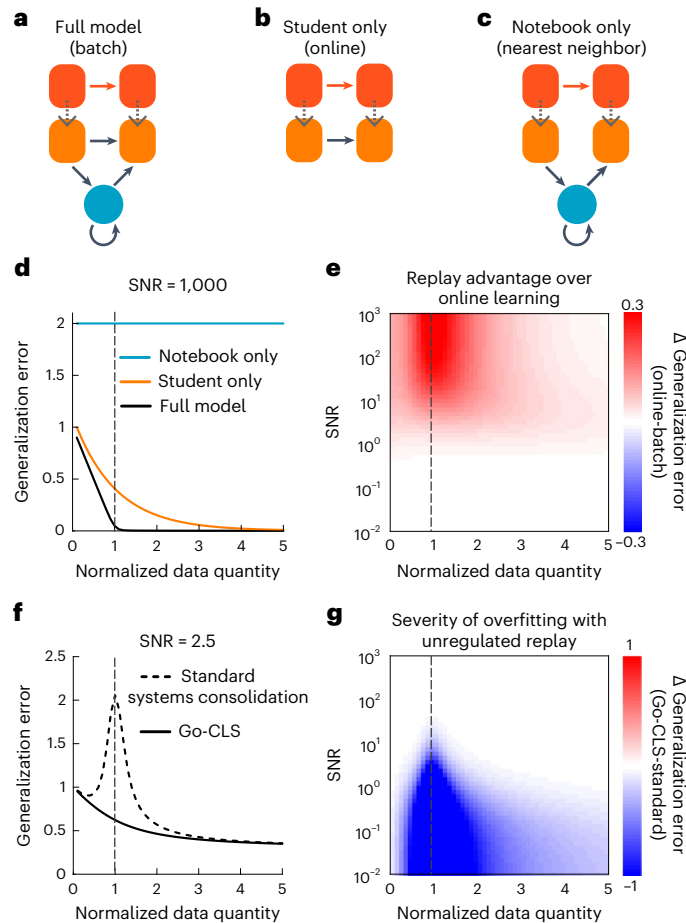 a
Full model
(batch)
b
Student only
(online)
c
Notebook only
(nearest neighbor)
d
SNR = 1,000
Generalization error
2
1.5
1
0.5
0
Notebook only
Student only
Full model
0 1 2 3 4 5
Normalized data quantity
e
Replay advantage over
online learning
SNR
10³
10²
10¹
10⁰
10⁻¹
10⁻²
0 1 2 3 4 5
Normalized data quantity
0.3
−0.3
Δ Generalization error
(online-batch)
f
SNR = 2.5
Generalization error
2.5
2
1.5
1
0.5
0
Standard
systems consolidation
Go-CLS
0 1 2 3 4 5
Normalized data quantity
g
Severity of overfitting with
unregulated replay
SNR
10³
10²
10¹
10⁰
10⁻¹
10⁻²
0 1 2 3 4 5
Normalized data quantity
1
−1
Δ Generalization error
(Go-CLS-standard)